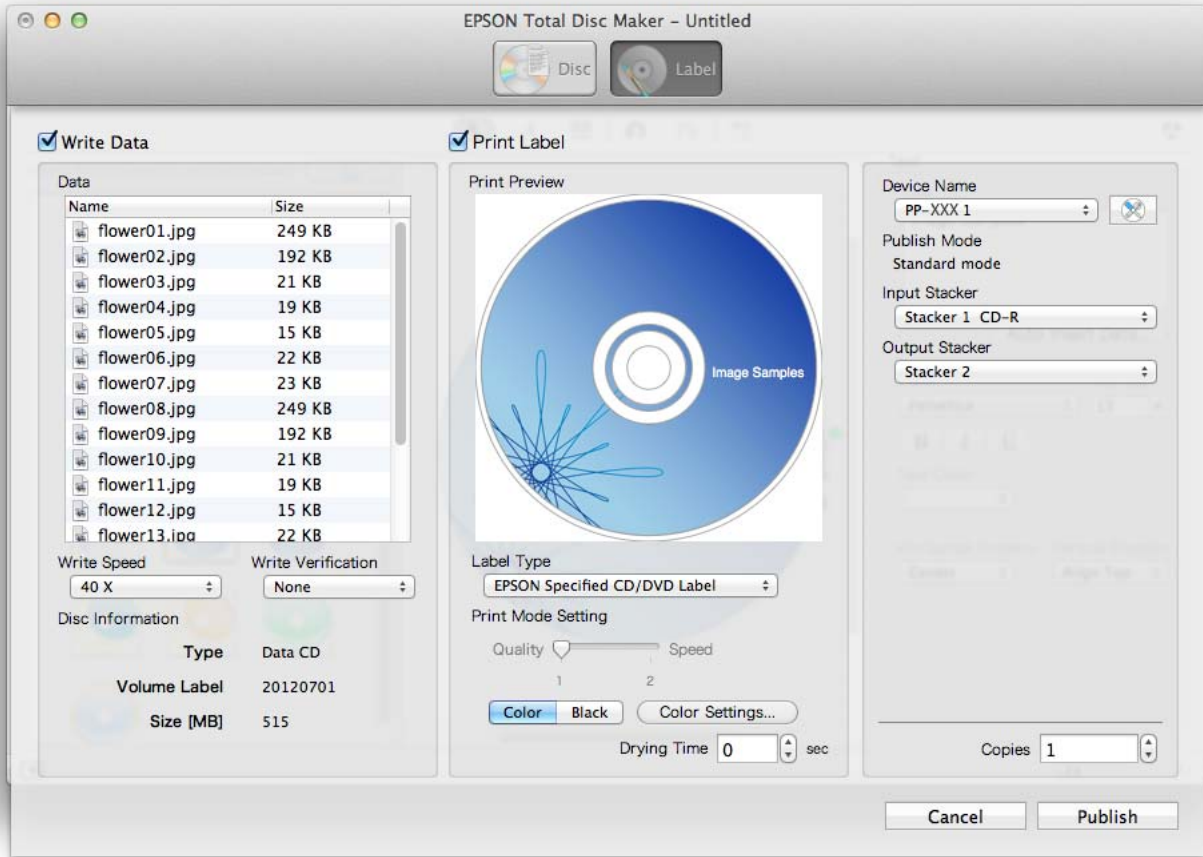 EPSON Total Disc Maker – Untitled
Disc
Label
Write Data
Data
Name Size
flower01.jpg 249 KB
flower02.jpg 192 KB
flower03.jpg 21 KB
flower04.jpg 19 KB
flower05.jpg 15 KB
flower06.jpg 22 KB
flower07.jpg 23 KB
flower08.jpg 249 KB
flower09.jpg 192 KB
flower10.jpg 21 KB
flower11.jpg 19 KB
flower12.jpg 15 KB
flower13.jpg 22 KB
Write Speed Write Verification
40 X None
Disc Information
Type Data CD
Volume Label 20120701
Size [MB] 515
Print Label
Print Preview
Image Samples
Label Type
EPSON Specified CD/DVD Label
Print Mode Setting
Quality Speed
1 2
Color Black Color Settings...
Drying Time 0 sec
Device Name
PP-XXX 1
Publish Mode
Standard mode
Input Stacker
Stacker 1 CD-R
Output Stacker
Stacker 2
Copies 1
Cancel Publish